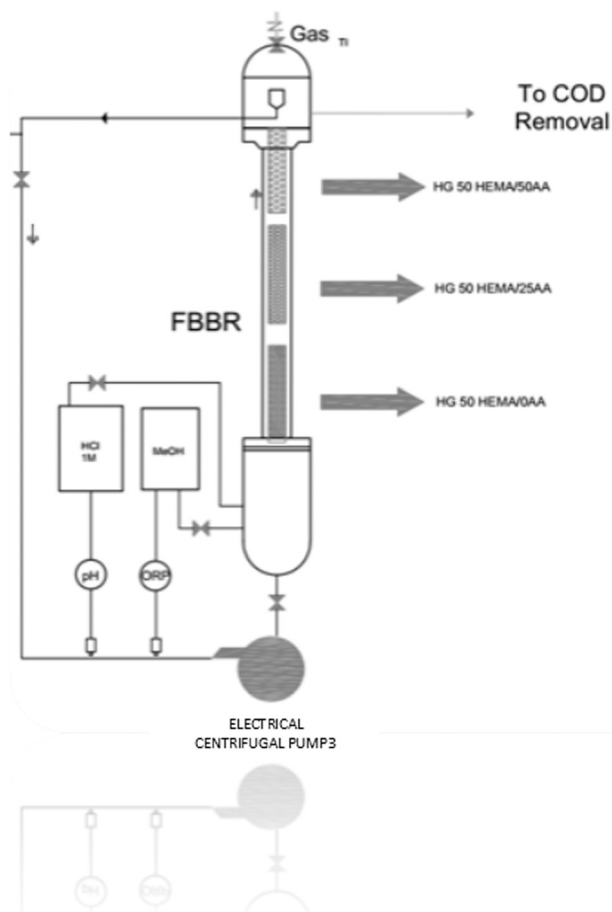 Gas TI
To COD
Removal
HG 50 HEMA/50AA
HG 50 HEMA/25AA
FBBR
HG 50 HEMA/0AA
HCl
1M
MeOH
pH
ORP
ELECTRICAL
CENTRIFUGAL PUMP3